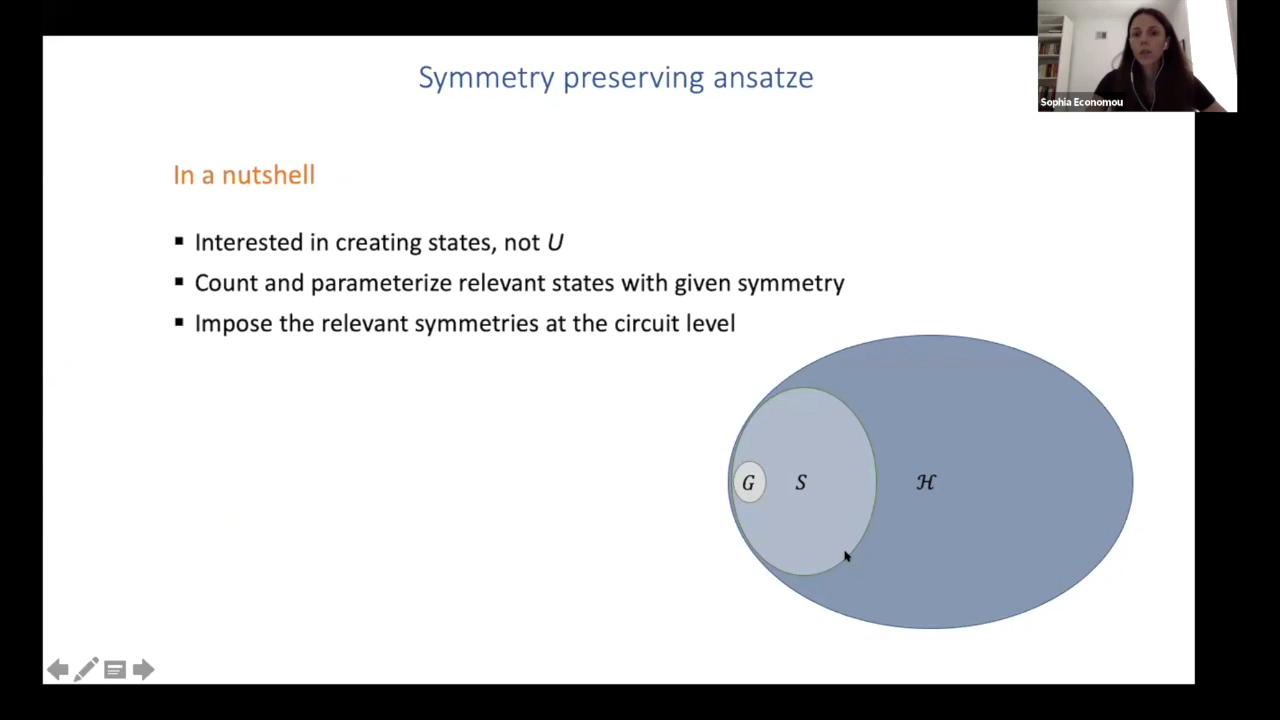 Symmetry preserving ansatze
Sophia Economou
In a nutshell
▪ Interested in creating states, not U
▪ Count and parameterize relevant states with given symmetry
▪ Impose the relevant symmetries at the circuit level
G S ℋ